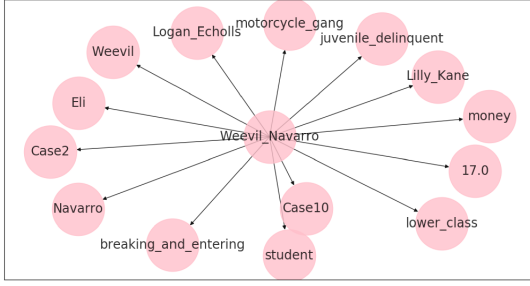 motorcycle_gang
Logan_Echolls
juvenile_delinquent
Weevil
Lilly_Kane
Eli
money
Weevil_Navarro
Case2
17.0
Navarro
Case10
lower_class
breaking_and_entering
student